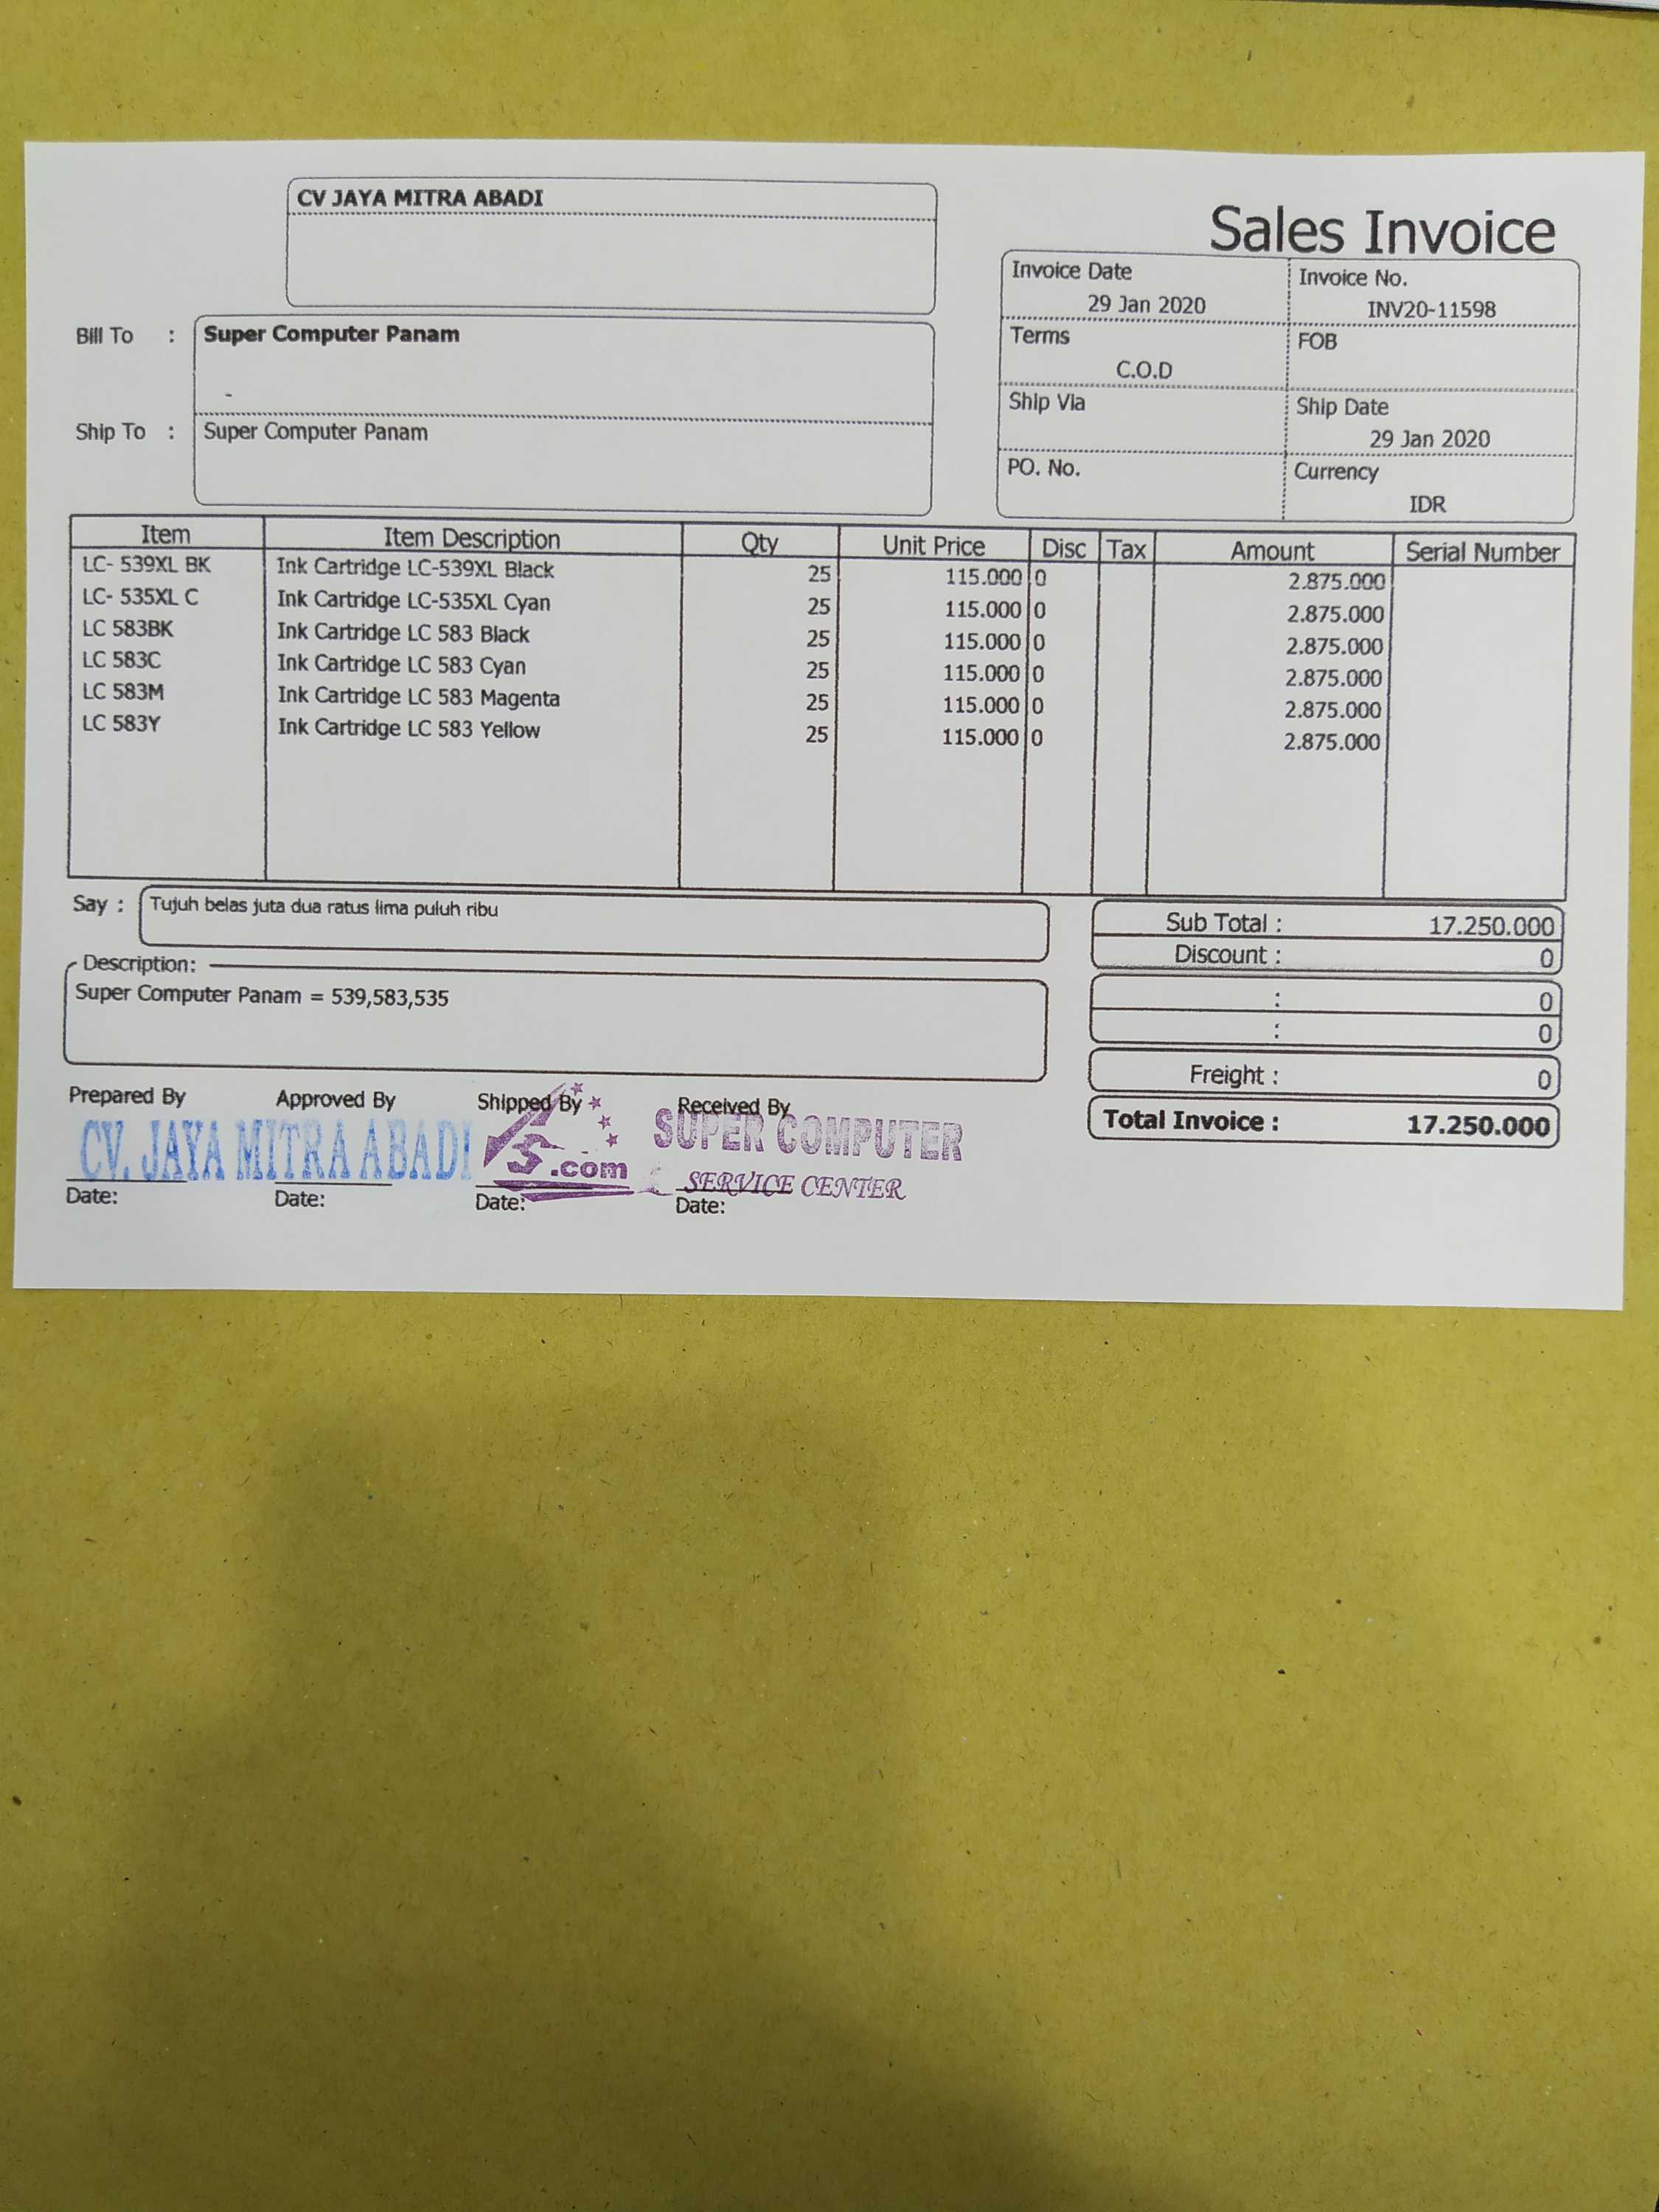 CV JAYA MITRA ABADI
Sales Invoice
Invoice Date
29 Jan 2020
Invoice No.
INV20-11598
Terms
C.O.D
FOB
Ship Via
Ship Date
29 Jan 2020
PO. No.
Currency
IDR
Bill To : Super Computer Panam
-
Ship To : Super Computer Panam
Item Item Description Qty Unit Price Disc Tax Amount Serial Number
LC- 539XL BK Ink Cartridge LC-539XL Black 25 115.000 0 2.875.000
LC- 535XL C Ink Cartridge LC-535XL Cyan 25 115.000 0 2.875.000
LC 583BK Ink Cartridge LC 583 Black 25 115.000 0 2.875.000
LC 583C Ink Cartridge LC 583 Cyan 25 115.000 0 2.875.000
LC 583M Ink Cartridge LC 583 Magenta 25 115.000 0 2.875.000
LC 583Y Ink Cartridge LC 583 Yellow 25 115.000 0 2.875.000
Say : Tujuh belas juta dua ratus lima puluh ribu
Description:
Super Computer Panam = 539,583,535
Sub Total : 17.250.000
Discount : 0
: 0
: 0
Freight : 0
Total Invoice : 17.250.000
Prepared By Approved By Shipped By Received By
CV. JAYA MITRA ABADI
S.com
SUPER COMPUTER
SERVICE CENTER
Date: Date: Date: Date: